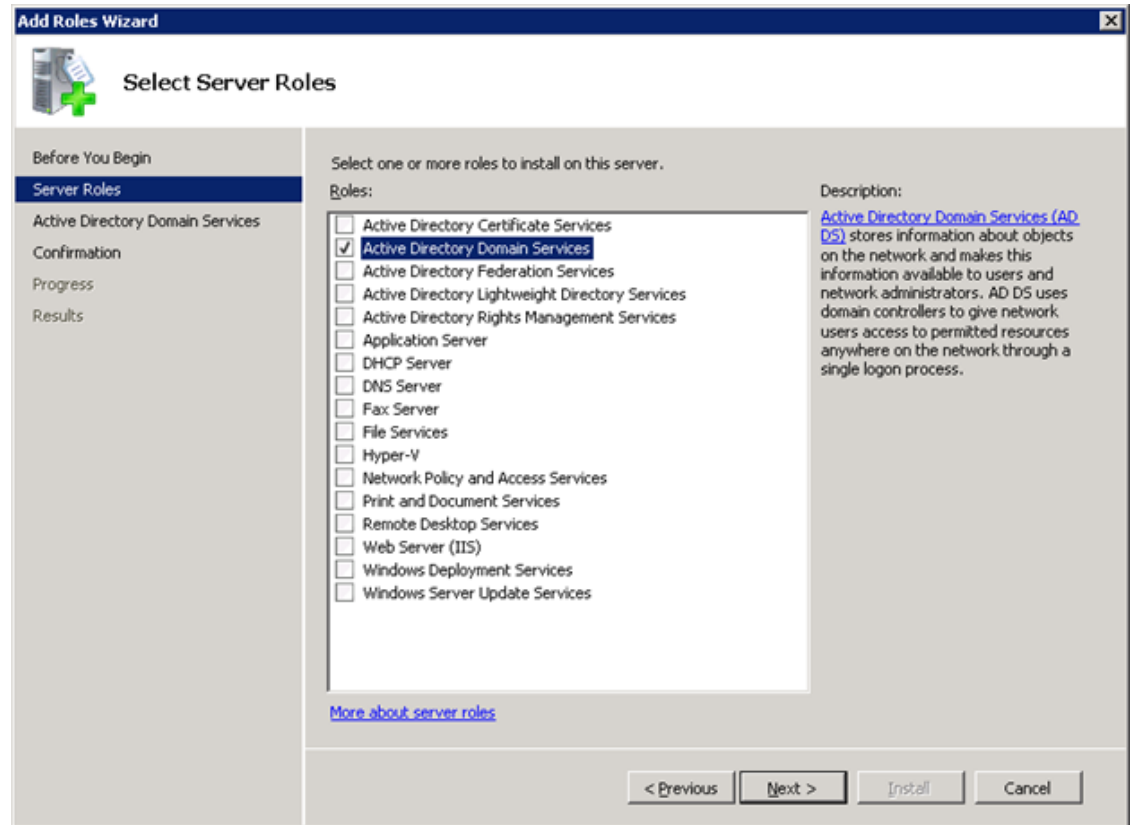 Add Roles Wizard
Select Server Roles
Before You Begin
Server Roles
Active Directory Domain Services
Confirmation
Progress
Results
Select one or more roles to install on this server.
Roles:
Active Directory Certificate Services
Active Directory Domain Services
Active Directory Federation Services
Active Directory Lightweight Directory Services
Active Directory Rights Management Services
Application Server
DHCP Server
DNS Server
Fax Server
File Services
Hyper-V
Network Policy and Access Services
Print and Document Services
Remote Desktop Services
Web Server (IIS)
Windows Deployment Services
Windows Server Update Services
More about server roles
Description:
Active Directory Domain Services (AD
DS) stores information about objects
on the network and makes this
information available to users and
network administrators. AD DS uses
domain controllers to give network
users access to permitted resources
anywhere on the network through a
single logon process.
< Previous
Next >
Install
Cancel